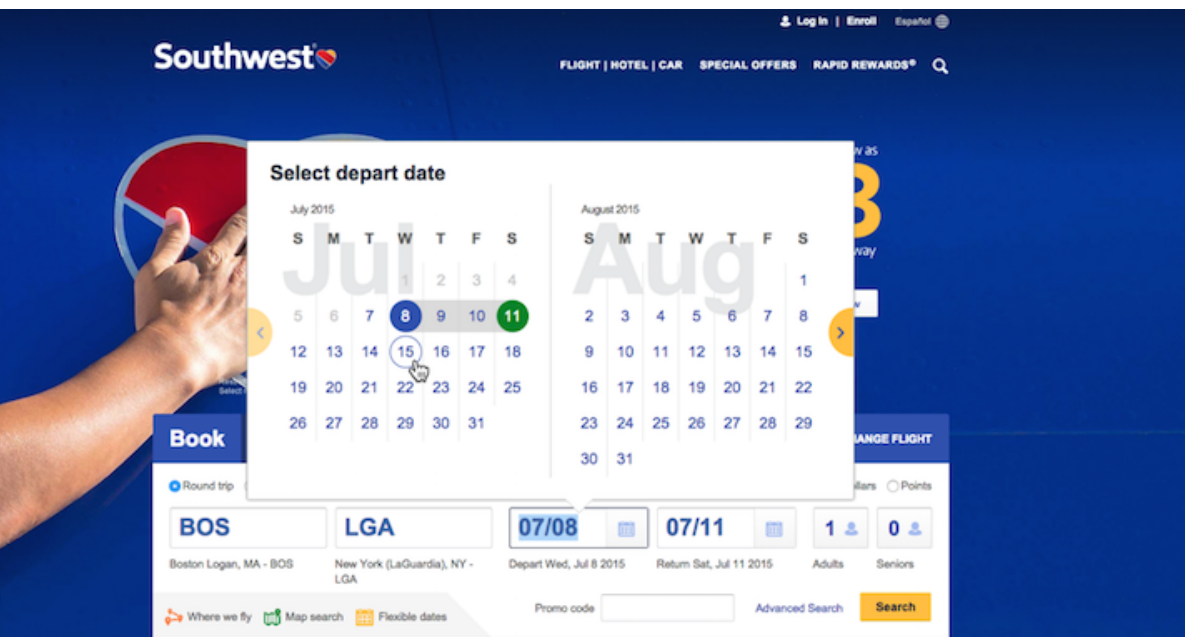 Log In | Enroll Español
Southwest
FLIGHT | HOTEL | CAR SPECIAL OFFERS RAPID REWARDS®
w as
Select depart date
July 2015
Jul
S M T W T F S
1 2 3 4
5 6 7 8 9 10 11
12 13 14 15 16 17 18
19 20 21 22 23 24 25
26 27 28 29 30 31
August 2015
Aug
S M T W T F S
1
2 3 4 5 6 7 8
9 10 11 12 13 14 15
16 17 18 19 20 21 22
23 24 25 26 27 28 29
30 31
way
Select
Book
ANGE FLIGHT
Round trip
llars Points
BOS LGA 07/08 07/11 1 0
Boston Logan, MA - BOS
New York (LaGuardia), NY -
LGA
Depart Wed, Jul 8 2015
Return Sat, Jul 11 2015
Adults
Seniors
Where we fly Map search Flexible dates
Promo code
Advanced Search
Search